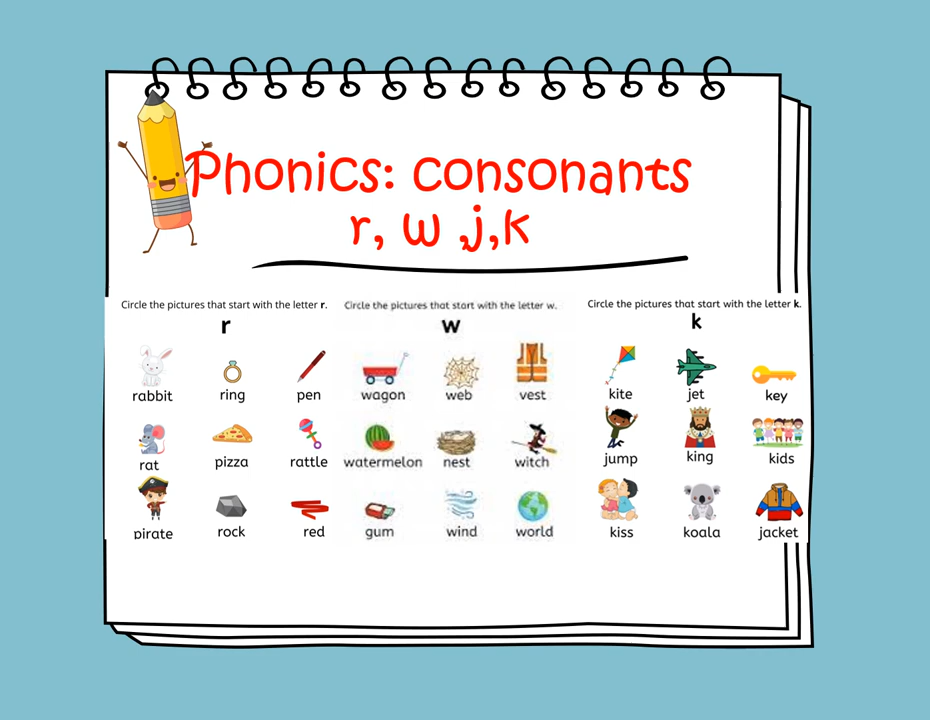 Phonics: consonants
r, w ,j,k
Circle the pictures that start with the letter r.
r
rabbit ring pen
rat pizza rattle
pirate rock red
Circle the pictures that start with the letter w.
w
wagon web vest
watermelon nest witch
gum wind world
Circle the pictures that start with the letter k.
k
kite jet key
jump king kids
kiss koala jacket